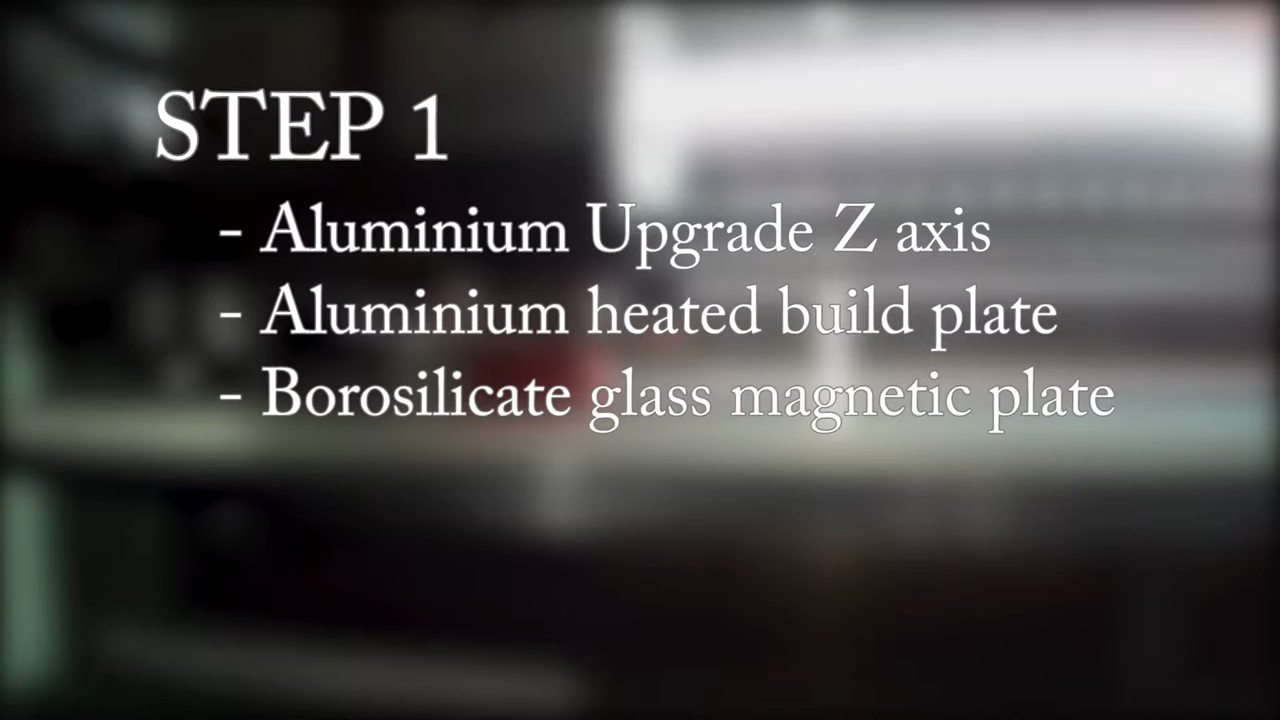 STEP 1
- Aluminium Upgrade Z axis
- Aluminium heated build plate
- Borosilicate glass magnetic plate